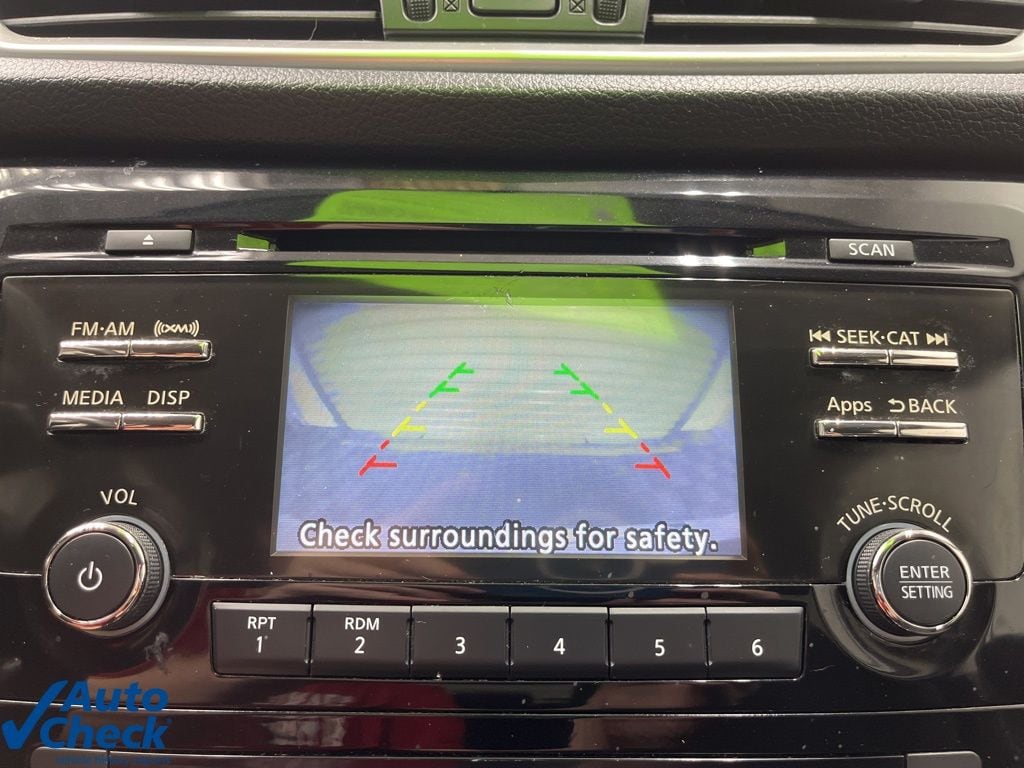 SCAN
FM·AM ((XM))
SEEK·CAT
MEDIA DISP
Apps BACK
VOL
TUNE·SCROLL
Check surroundings for safety.
ENTER
SETTING
RPT
1
RDM
2
3
4
5
6
Auto
Check